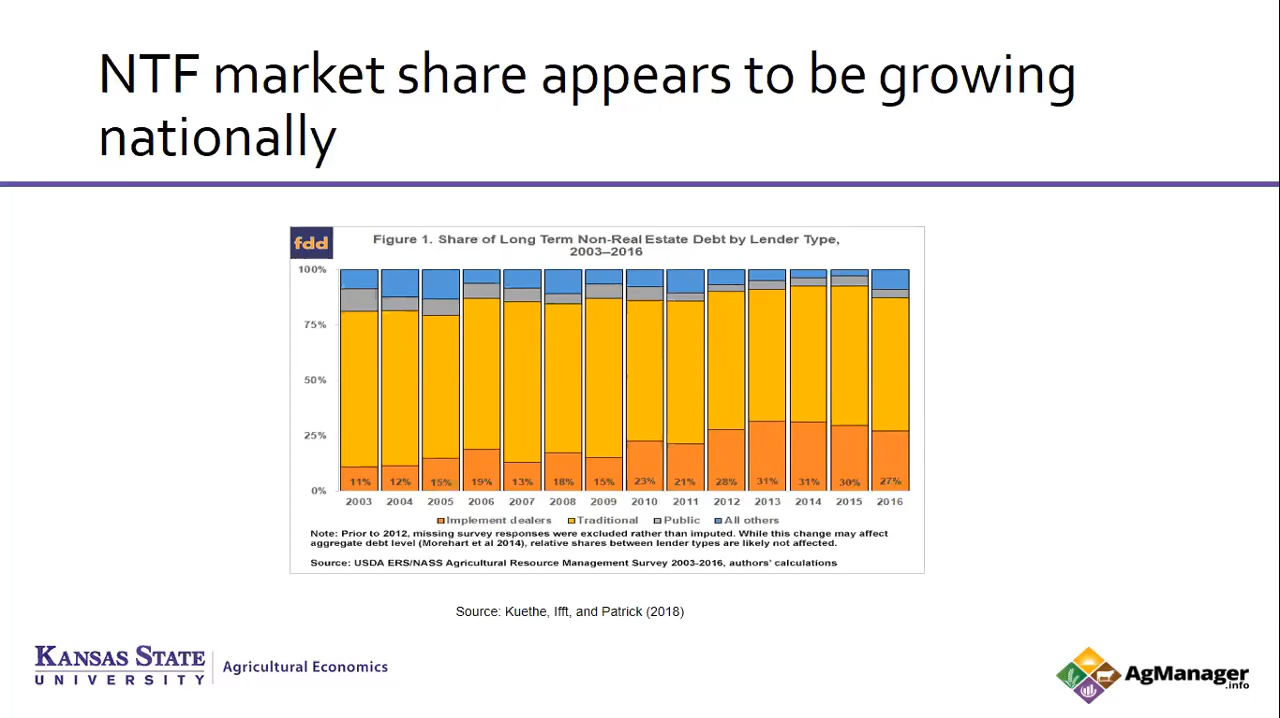 NTF market share appears to be growing
nationally
fdd
Figure 1. Share of Long Term Non-Real Estate Debt by Lender Type,
2003–2016
100%
75%
50%
25%
0%
11% 12% 15% 19% 13% 18% 15% 23% 21% 28% 31% 31% 30% 27%
2003 2004 2005 2006 2007 2008 2009 2010 2011 2012 2013 2014 2015 2016
Implement dealers Traditional Public All others
Note: Prior to 2012, missing survey responses were excluded rather than imputed. While this change may affect
aggregate debt level (Morehart et al 2014), relative shares between lender types are likely not affected.
Source: USDA ERS/NASS Agricultural Resource Management Survey 2003-2016, authors' calculations
Source: Kuethe, Ifft, and Patrick (2018)
KANSAS STATE
UNIVERSITY
Agricultural Economics
AgManager
.info